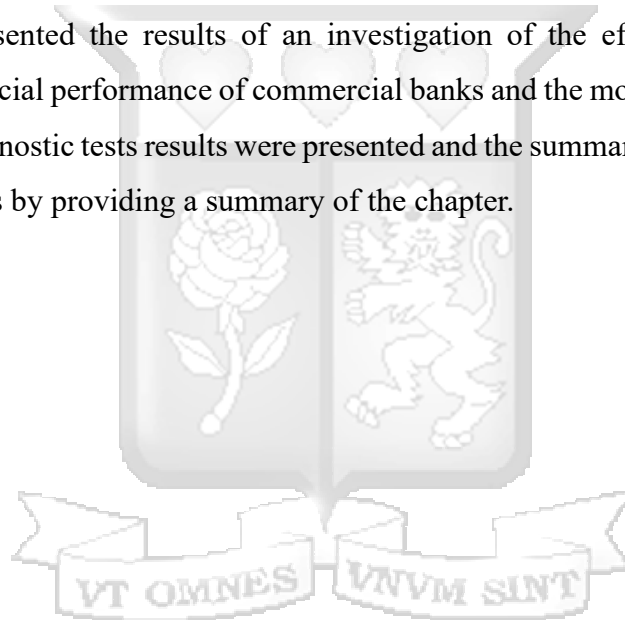 sented the results of an investigation of the ef
cial performance of commercial banks and the mo
nostic tests results were presented and the summar
s by providing a summary of the chapter.
VT OMNES VNVM SINT